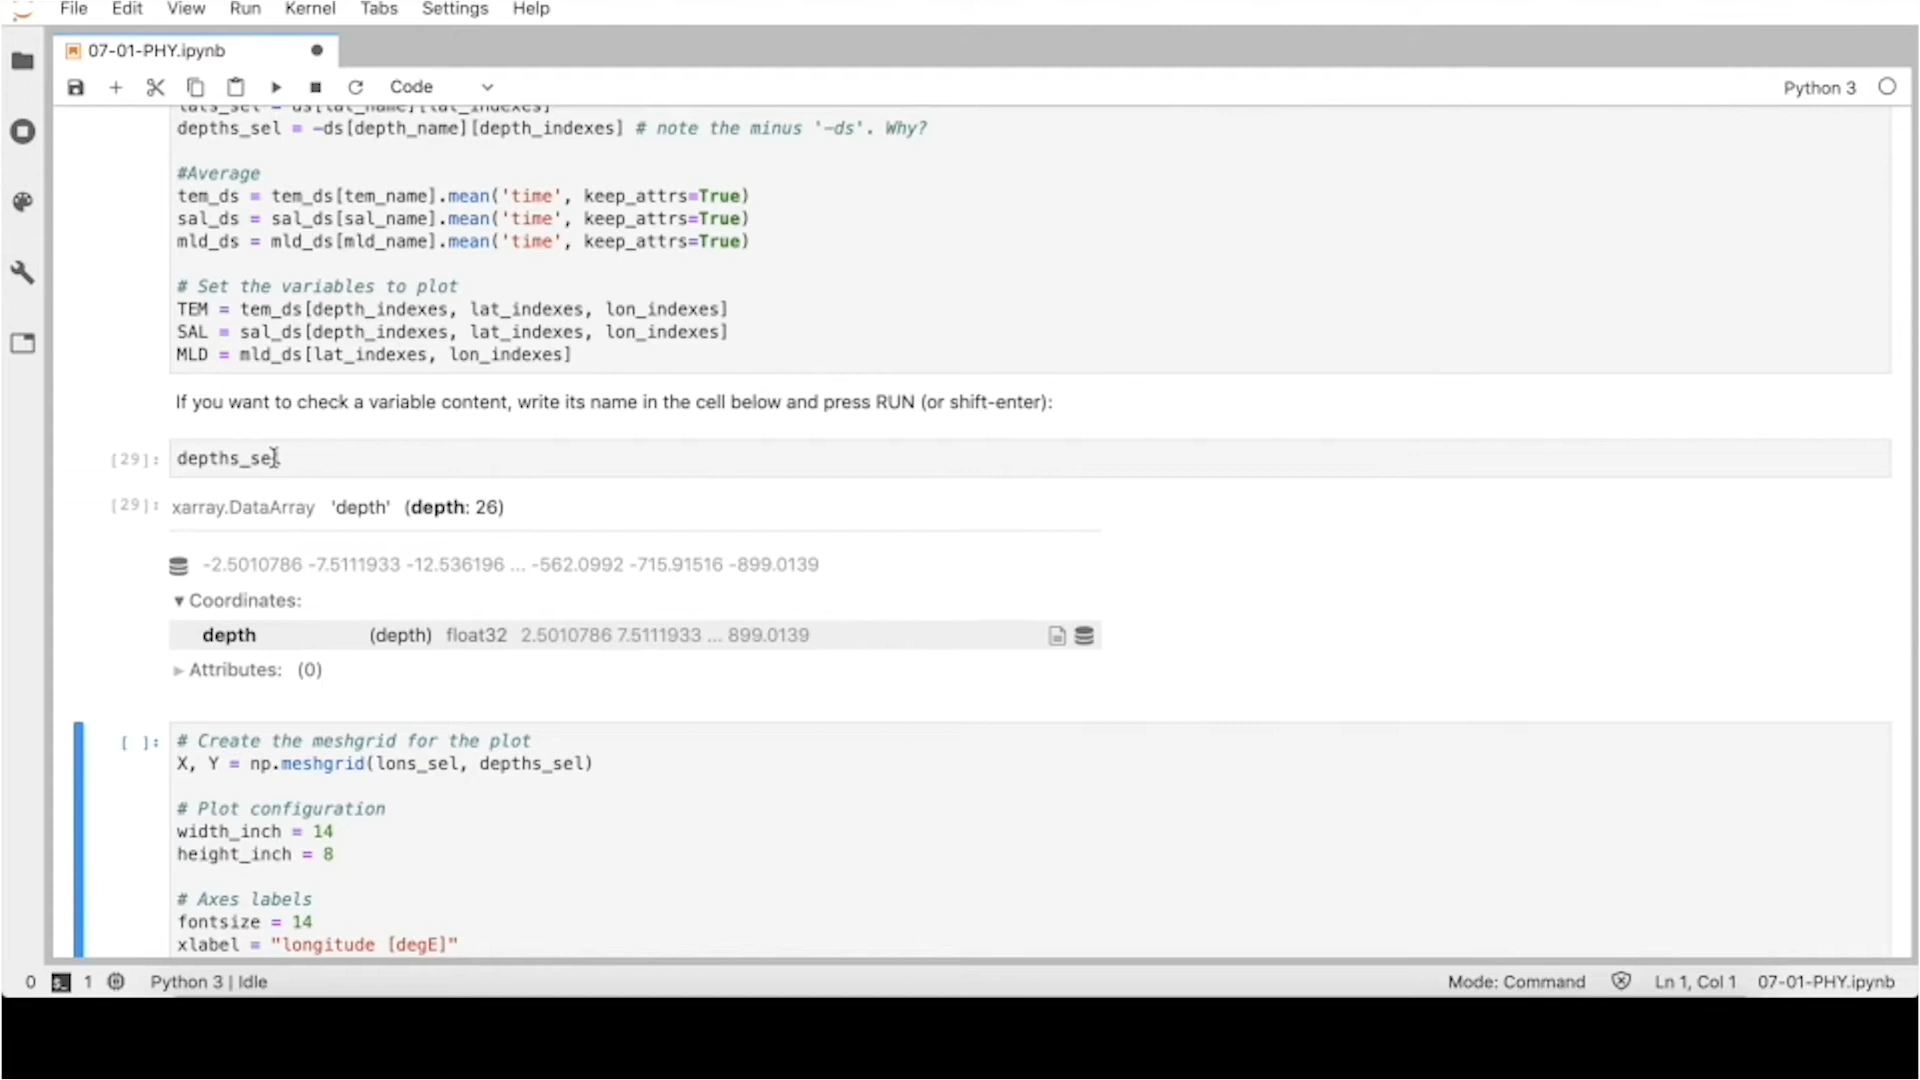 File Edit View Run Kernel Tabs Settings Help
07-01-PHY.ipynb
Code
Python 3
lats_sel = ds[lat_name][lat_indexes]
depths_sel = -ds[depth_name][depth_indexes] # note the minus '-ds'. Why?
#Average
tem_ds = tem_ds[tem_name].mean('time', keep_attrs=True)
sal_ds = sal_ds[sal_name].mean('time', keep_attrs=True)
mld_ds = mld_ds[mld_name].mean('time', keep_attrs=True)
# Set the variables to plot
TEM = tem_ds[depth_indexes, lat_indexes, lon_indexes]
SAL = sal_ds[depth_indexes, lat_indexes, lon_indexes]
MLD = mld_ds[lat_indexes, lon_indexes]
If you want to check a variable content, write its name in the cell below and press RUN (or shift-enter):
[29]: depths_sel
[29]: xarray.DataArray 'depth' (depth: 26)
-2.5010786 -7.5111933 -12.536196 ... -562.0992 -715.91516 -899.0139
▼ Coordinates:
depth (depth) float32 2.5010786 7.5111933 ... 899.0139
► Attributes: (0)
[ ]: # Create the meshgrid for the plot
X, Y = np.meshgrid(lons_sel, depths_sel)
# Plot configuration
width_inch = 14
height_inch = 8
# Axes labels
fontsize = 14
xlabel = "longitude [degE]"
0 1 Python 3 | Idle Mode: Command Ln 1, Col 1 07-01-PHY.ipynb